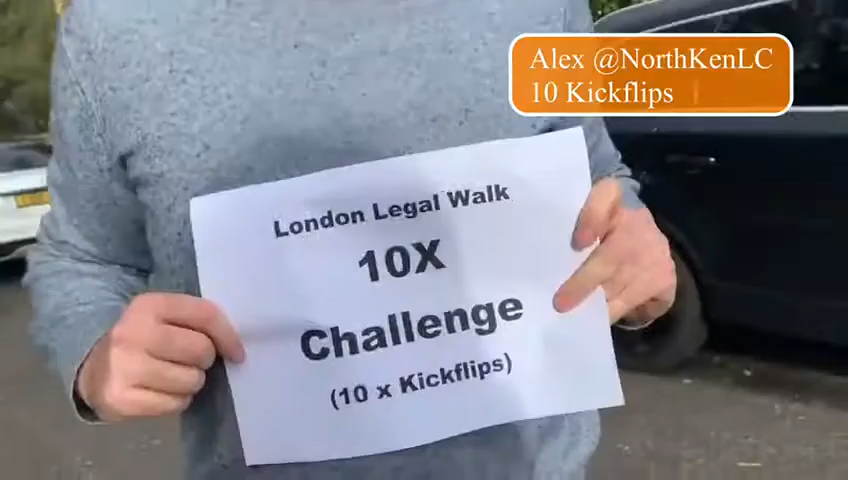 Alex @NorthKenLC
10 Kickflips
London Legal Walk
10X
Challenge
(10 x Kickflips)